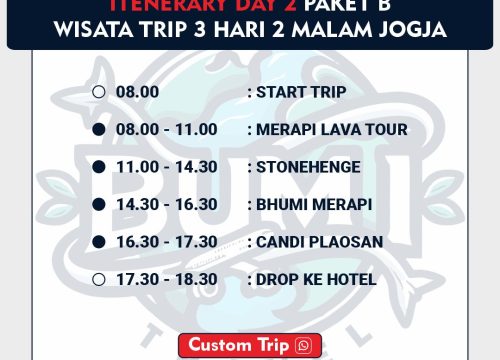 ITENERARY DAY 2 PAKET B
WISATA TRIP 3 HARI 2 MALAM JOGJA
08.00 : START TRIP
08.00 - 11.00 : MERAPI LAVA TOUR
11.00 - 14.30 : STONEHENGE
14.30 - 16.30 : BHUMI MERAPI
16.30 - 17.30 : CANDI PLAOSAN
17.30 - 18.30 : DROP KE HOTEL
BUMI
Custom Trip